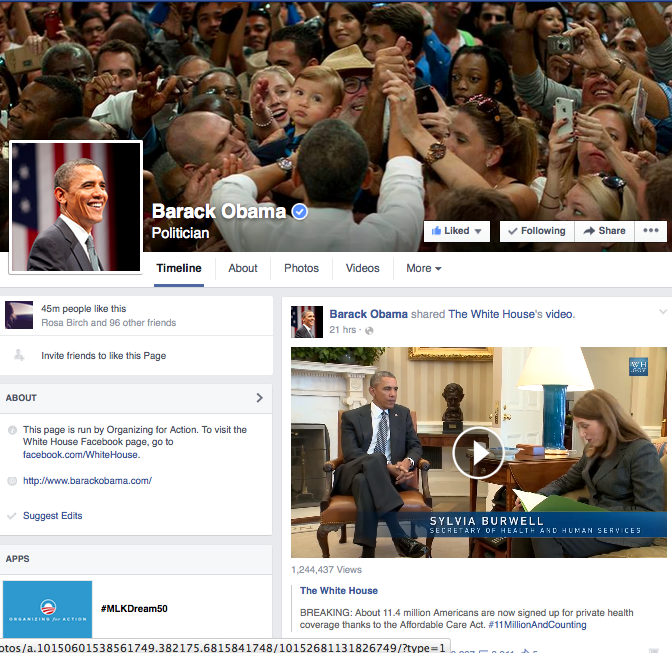 Barack Obama
Politician
Liked
Following
Share
Timeline
About
Photos
Videos
More
45m people like this
Rosa Birch and 96 other friends
Invite friends to like this Page
ABOUT
This page is run by Organizing for Action. To visit the
White House Facebook page, go to
facebook.com/WhiteHouse.
http://www.barackobama.com/
Suggest Edits
APPS
ORGANIZING for ACTION
#MLKDream50
Barack Obama shared The White House's video.
21 hrs ·
WH
.GOV
SYLVIA BURWELL
SECRETARY OF HEALTH AND HUMAN SERVICES
1,244,437 Views
The White House
BREAKING: About 11.4 million Americans are now signed up for private health
coverage thanks to the Affordable Care Act. #11MillionAndCounting
otos/a.10150601538561749.382175.6815841748/10152681131826749/?type=1